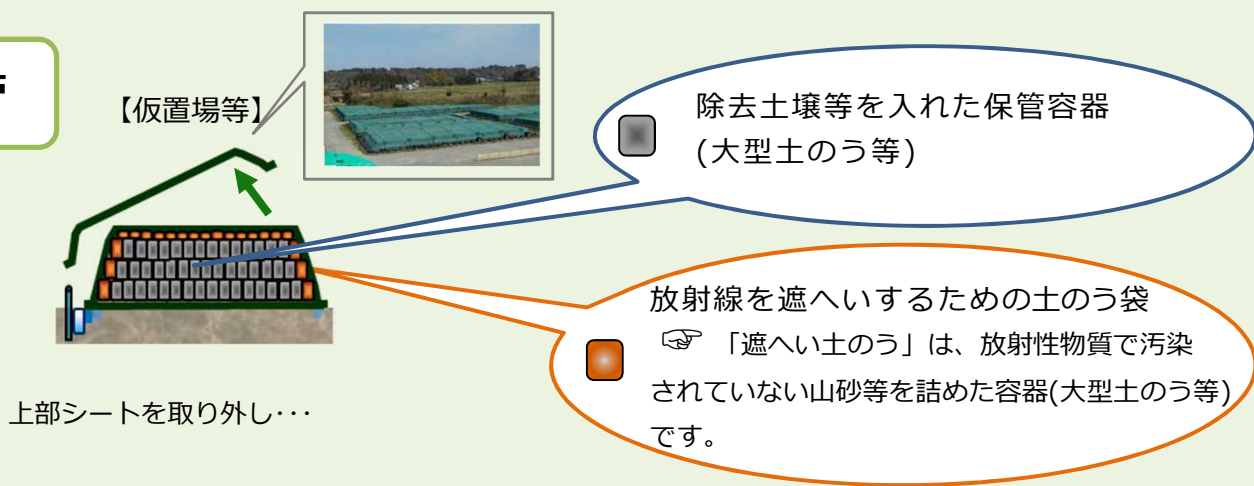 【仮置場等】
除去土壌等を入れた保管容器
(大型土のう等)
放射線を遮へいするための土のう袋
☞ 「遮へい土のう」は、放射性物質で汚染
されていない山砂等を詰めた容器(大型土のう等)
です。
上部シートを取り外し･･･